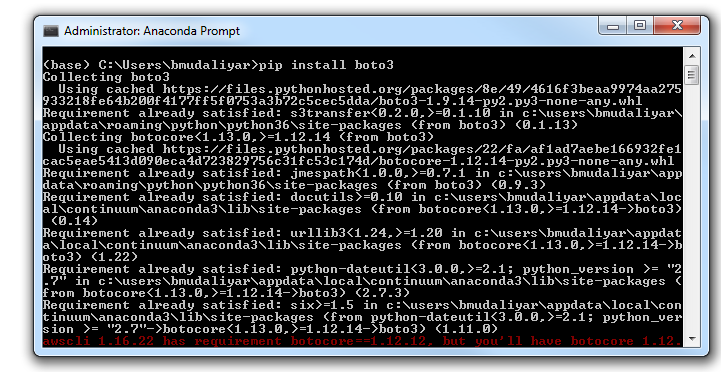 Administrator: Anaconda Prompt
(base) C:\Users\bmudaliyar>pip install boto3
Collecting boto3
  Using cached https://files.pythonhosted.org/packages/8e/49/4616f3beaa9974aa275
933218fe64b200f4177ff5f0753a3b72c5cec5dda/boto3-1.9.14-py2.py3-none-any.whl
Requirement already satisfied: s3transfer<0.2.0,>=0.1.10 in c:\users\bmudaliyar\
appdata\roaming\python\python36\site-packages (from boto3) (0.1.13)
Collecting botocore<1.13.0,>=1.12.14 (from boto3)
  Using cached https://files.pythonhosted.org/packages/22/fa/af1ad7aebe166932fe1
cac5eae5413d090eca4d723829756c31fc53c174d/botocore-1.12.14-py2.py3-none-any.whl
Requirement already satisfied: jmespath<1.0.0,>=0.7.1 in c:\users\bmudaliyar\app
data\roaming\python\python36\site-packages (from boto3) (0.9.3)
Requirement already satisfied: docutils>=0.10 in c:\users\bmudaliyar\appdata\loc
al\continuum\anaconda3\lib\site-packages (from botocore<1.13.0,>=1.12.14->boto3)
 (0.14)
Requirement already satisfied: urllib3<1.24,>=1.20 in c:\users\bmudaliyar\appdat
a\local\continuum\anaconda3\lib\site-packages (from botocore<1.13.0,>=1.12.14->b
oto3) (1.22)
Requirement already satisfied: python-dateutil<3.0.0,>=2.1; python_version >= "2
.7" in c:\users\bmudaliyar\appdata\local\continuum\anaconda3\lib\site-packages (
from botocore<1.13.0,>=1.12.14->boto3) (2.7.3)
Requirement already satisfied: six>=1.5 in c:\users\bmudaliyar\appdata\local\con
tinuum\anaconda3\lib\site-packages (from python-dateutil<3.0.0,>=2.1; python_ver
sion >= "2.7"->botocore<1.13.0,>=1.12.14->boto3) (1.11.0)
awscli 1.16.22 has requirement botocore==1.12.12, but you'll have botocore 1.12.